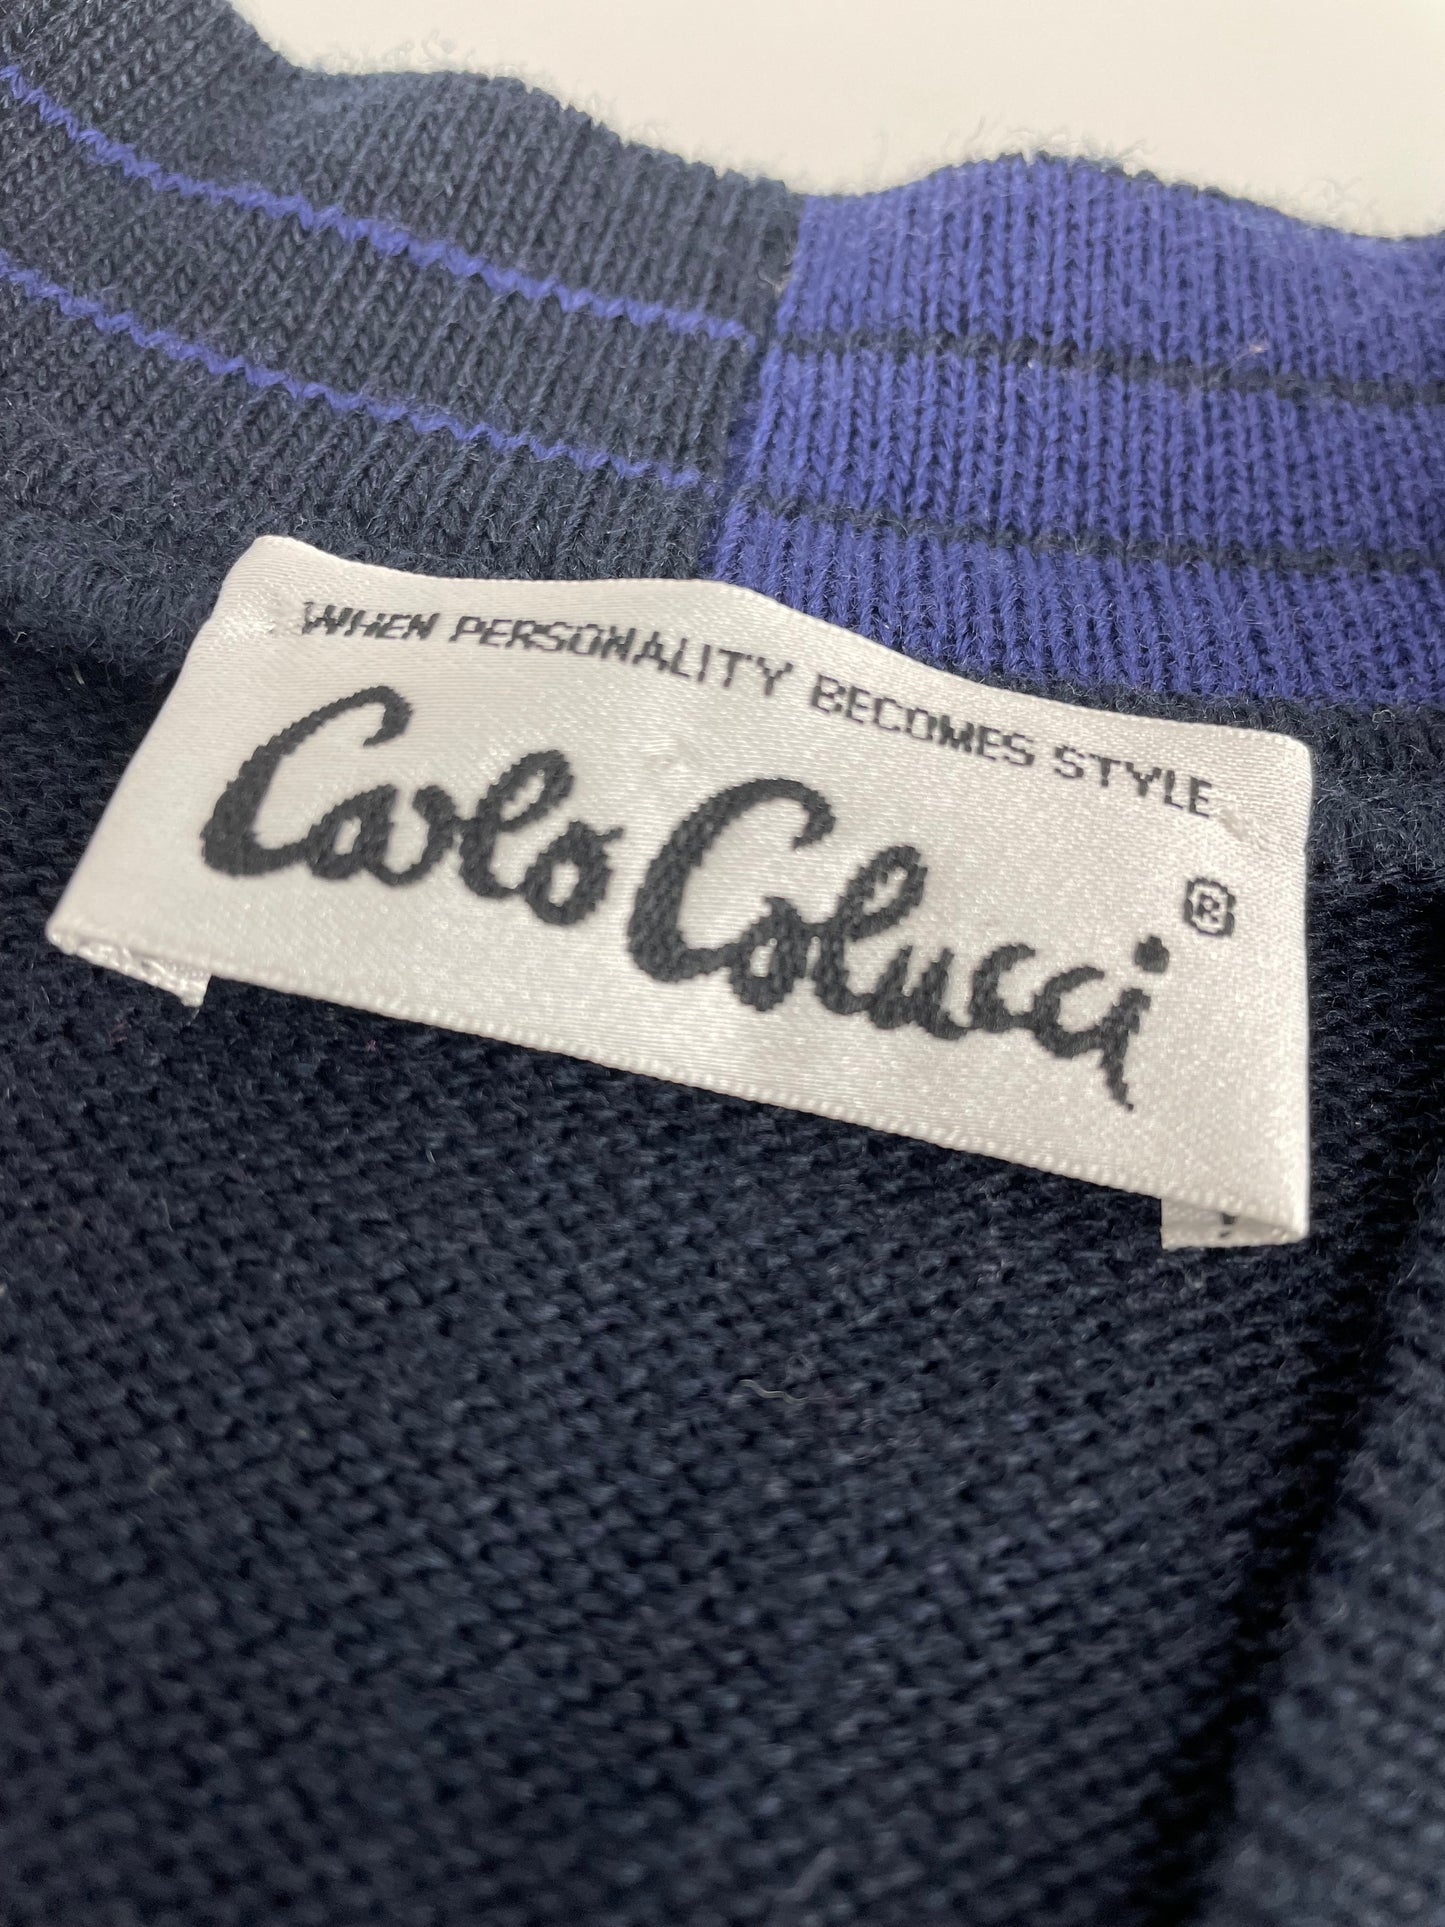 WHEN PERSONALITY BECOMES STYLE
Carlo Colucci®